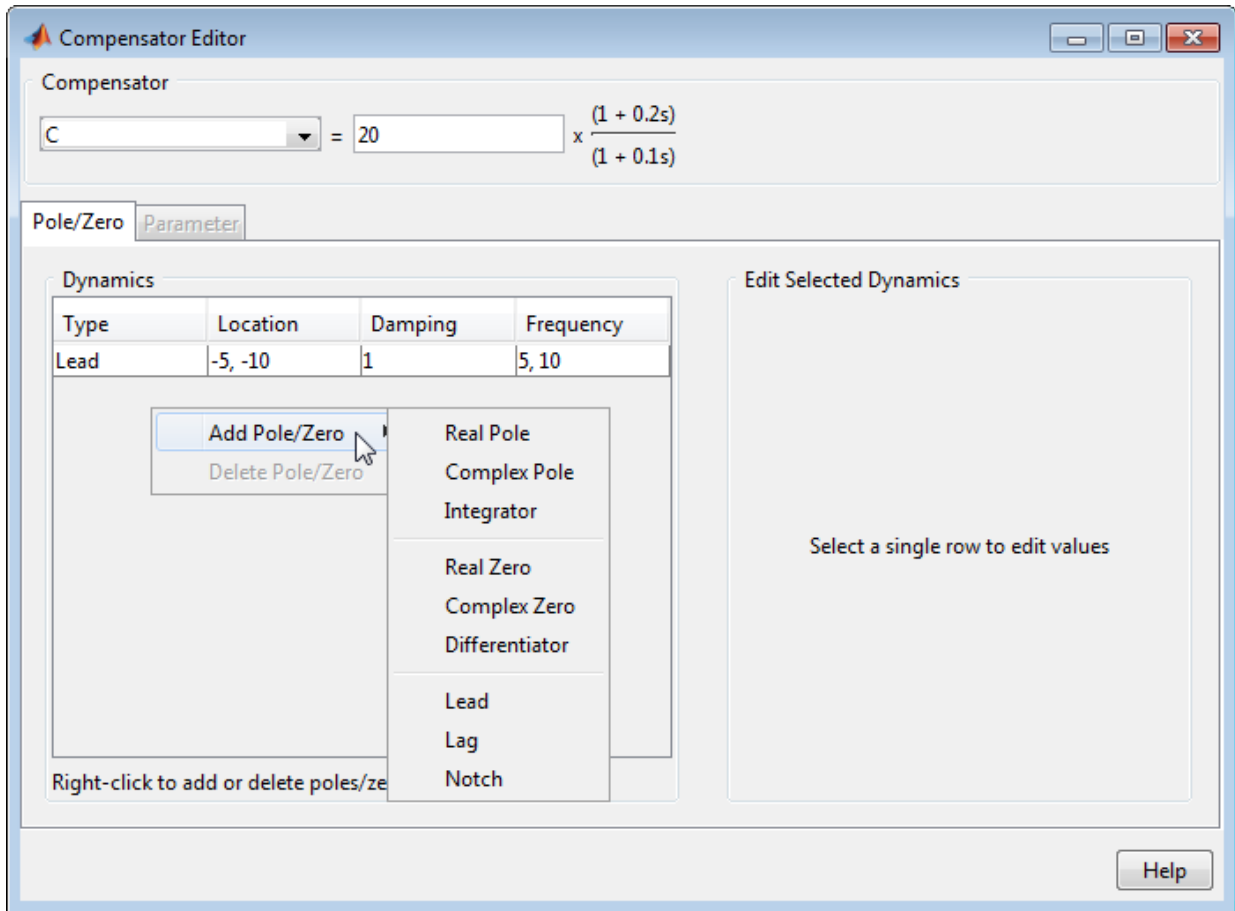 Compensator Editor
Compensator
C = 20 x (1 + 0.2s)
(1 + 0.1s)
Pole/Zero Parameter
Dynamics
Type Location Damping Frequency
Lead -5, -10 1 5, 10
Add Pole/Zero
Delete Pole/Zero
Real Pole
Complex Pole
Integrator
Real Zero
Complex Zero
Differentiator
Lead
Lag
Notch
Right-click to add or delete poles/ze
Edit Selected Dynamics
Select a single row to edit values
Help